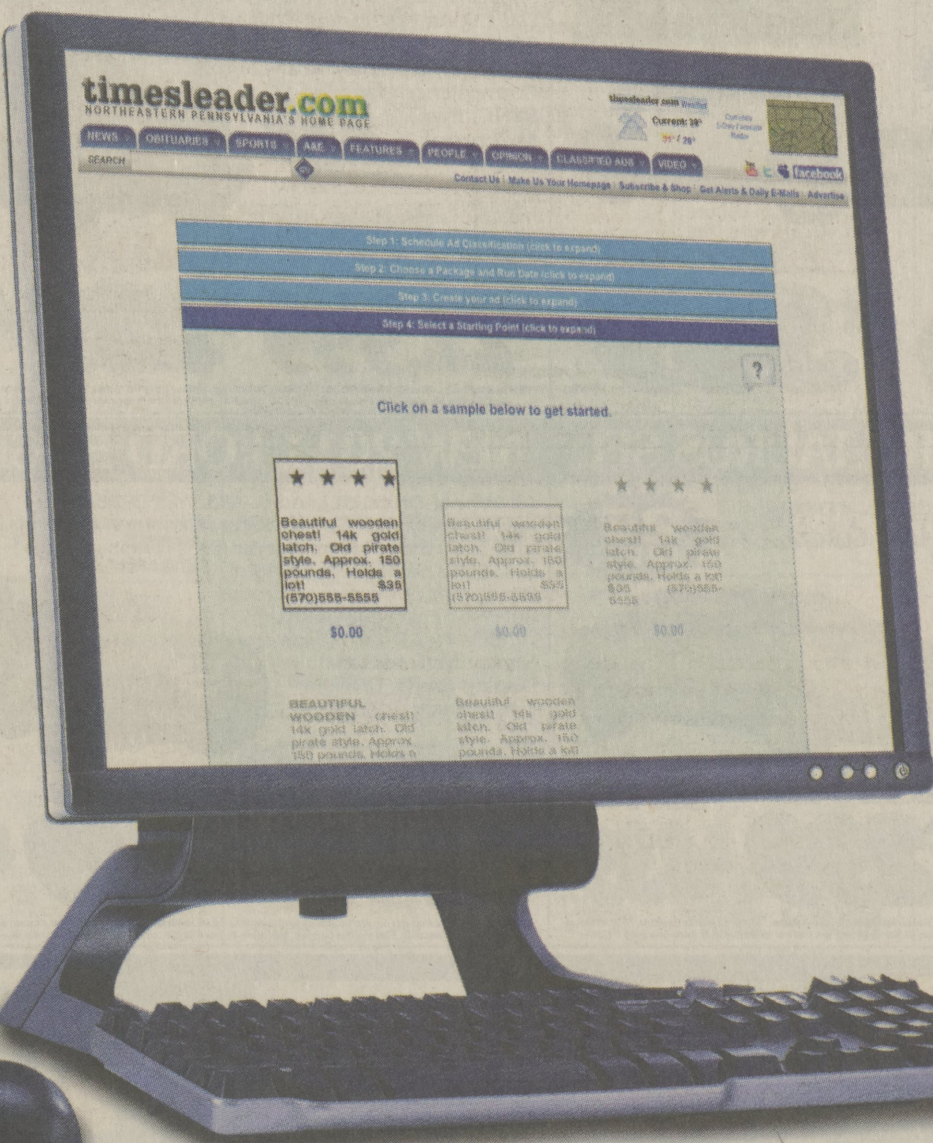 timesleader.com
NORTHEASTERN PENNSYLVANIA'S HOME PAGE
timesleader.com Weather
Current: 38°
NEWS OBITUARIES SPORTS A&E FEATURES PEOPLE OPINION CLASSIFIED ADS VIDEO
facebook
SEARCH
Contact Us Make Us Your Homepage Subscribe & Shop Get Alerts & Daily E-Mails Advertise
Step 1: Schedule Ad Classification (click to expand)
Step 2: Choose a Package and Run Date (click to expand)
Step 3: Create your ad (click to expand)
Step 4: Select a Starting Point (click to expand)
?
Click on a sample below to get started.
Beautiful wooden
chest! 14k gold
latch. Old pirate
style. Approx. 150
pounds. Holds a
lot! $35
(570)555-5555
$0.00
Beautiful wooden
chest! 14k gold
latch. Old pirate
style. Approx. 150
pounds. Holds a
lot! $35
(570)555-5555
$0.00
Beautiful wooden
chest! 14k gold
latch. Old pirate
style. Approx. 150
pounds. Holds a lot!
$35 (570)555-
5555
$0.00
BEAUTIFUL
WOODEN chest!
14k gold latch. Old
pirate style. Approx.
150 pounds. Holds a
Beautiful wooden
chest! 14k gold
latch. Old pirate
style. Approx. 150
pounds. Holds a lot!